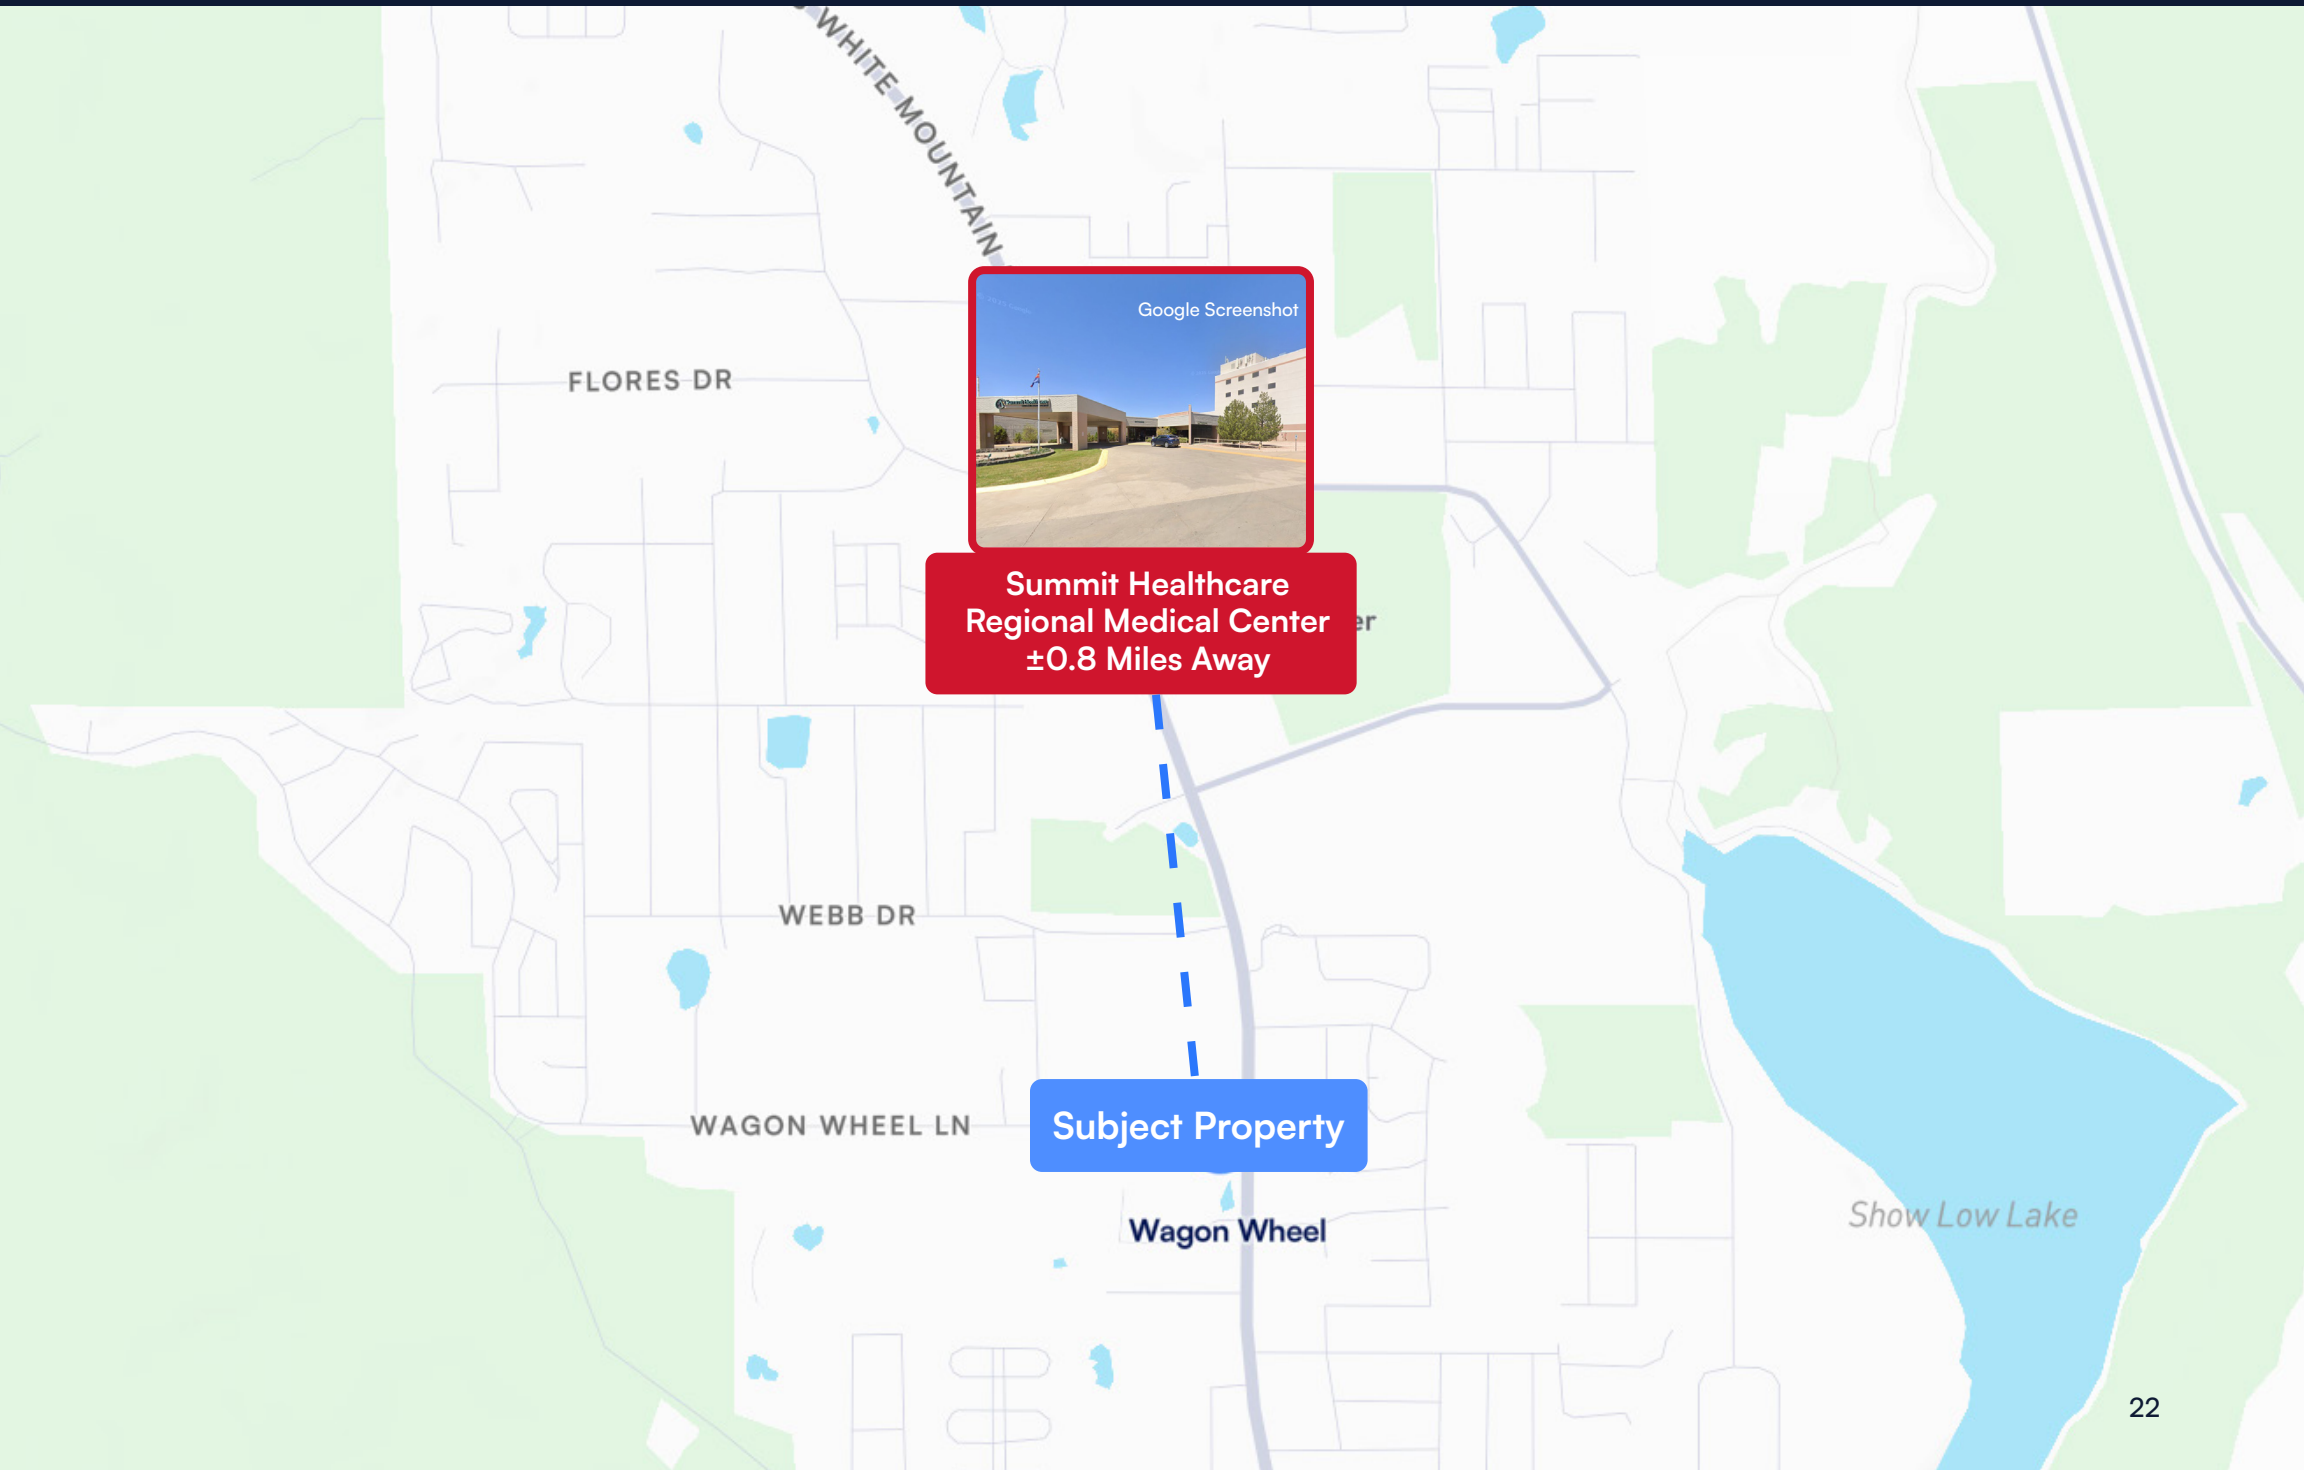 WHITE MOUNTAIN
Google Screenshot
FLORES DR
Summit Healthcare
Regional Medical Center
±0.8 Miles Away
er
WEBB DR
WAGON WHEEL LN
Subject Property
Wagon Wheel
Show Low Lake
22